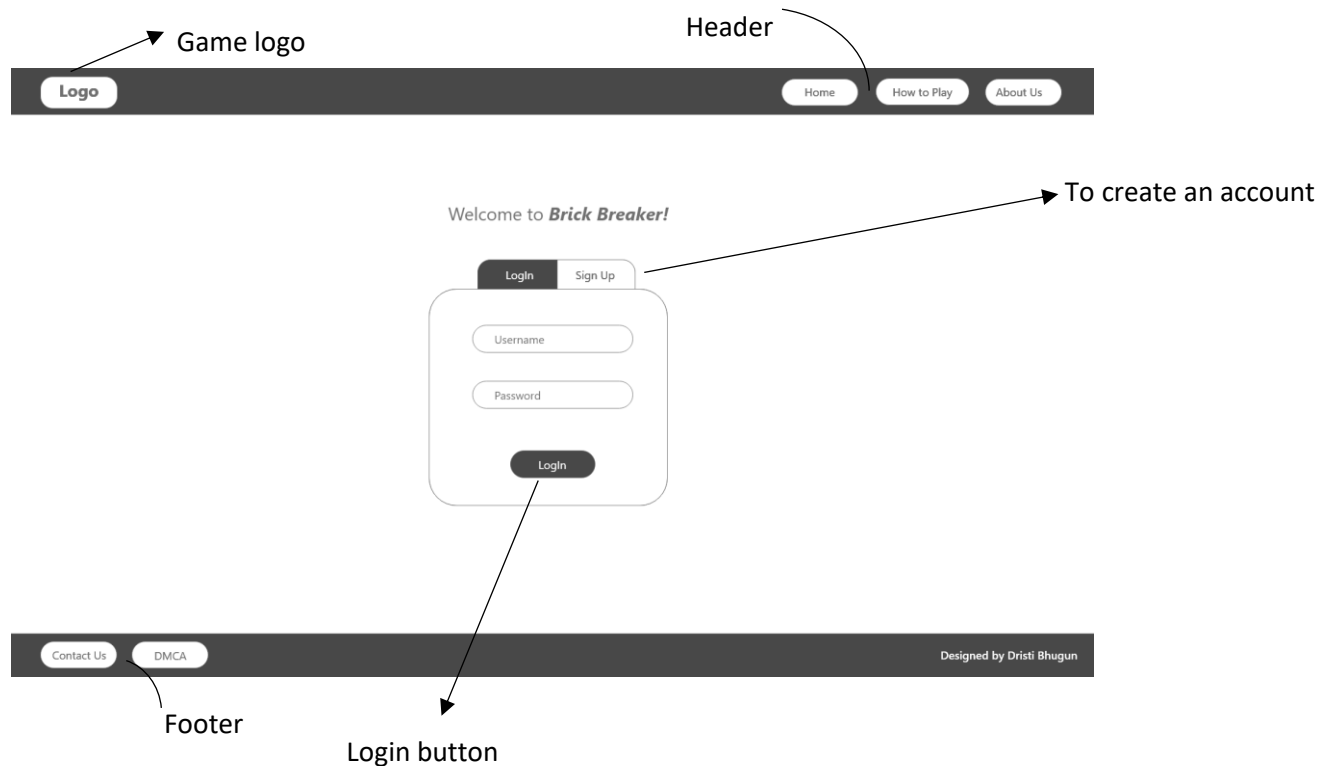 Game logo
Header
Logo
Home
How to Play
About Us
To create an account
Welcome to Brick Breaker!
LogIn
Sign Up
Username
Password
LogIn
Contact Us
DMCA
Designed by Dristi Bhugun
Footer
Login button